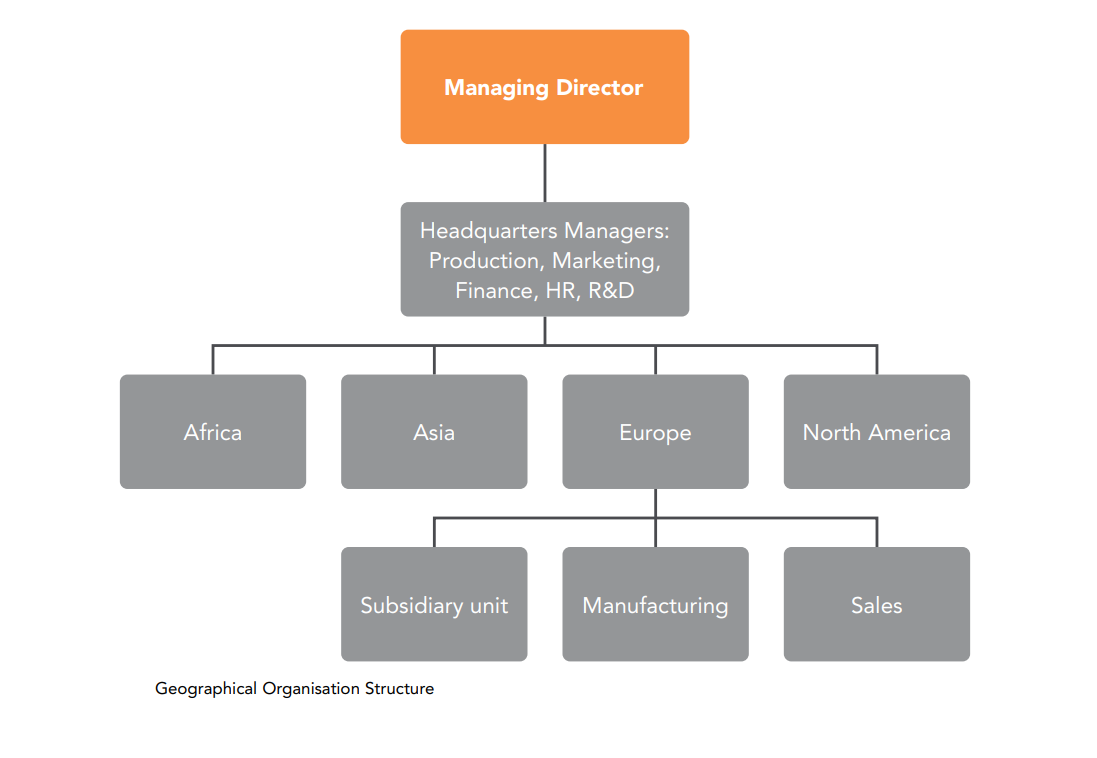 Managing Director
Headquarters Managers:
Production, Marketing,
Finance, HR, R&D
Africa
Asia
Europe
North America
Subsidiary unit
Manufacturing
Sales
Geographical Organisation Structure